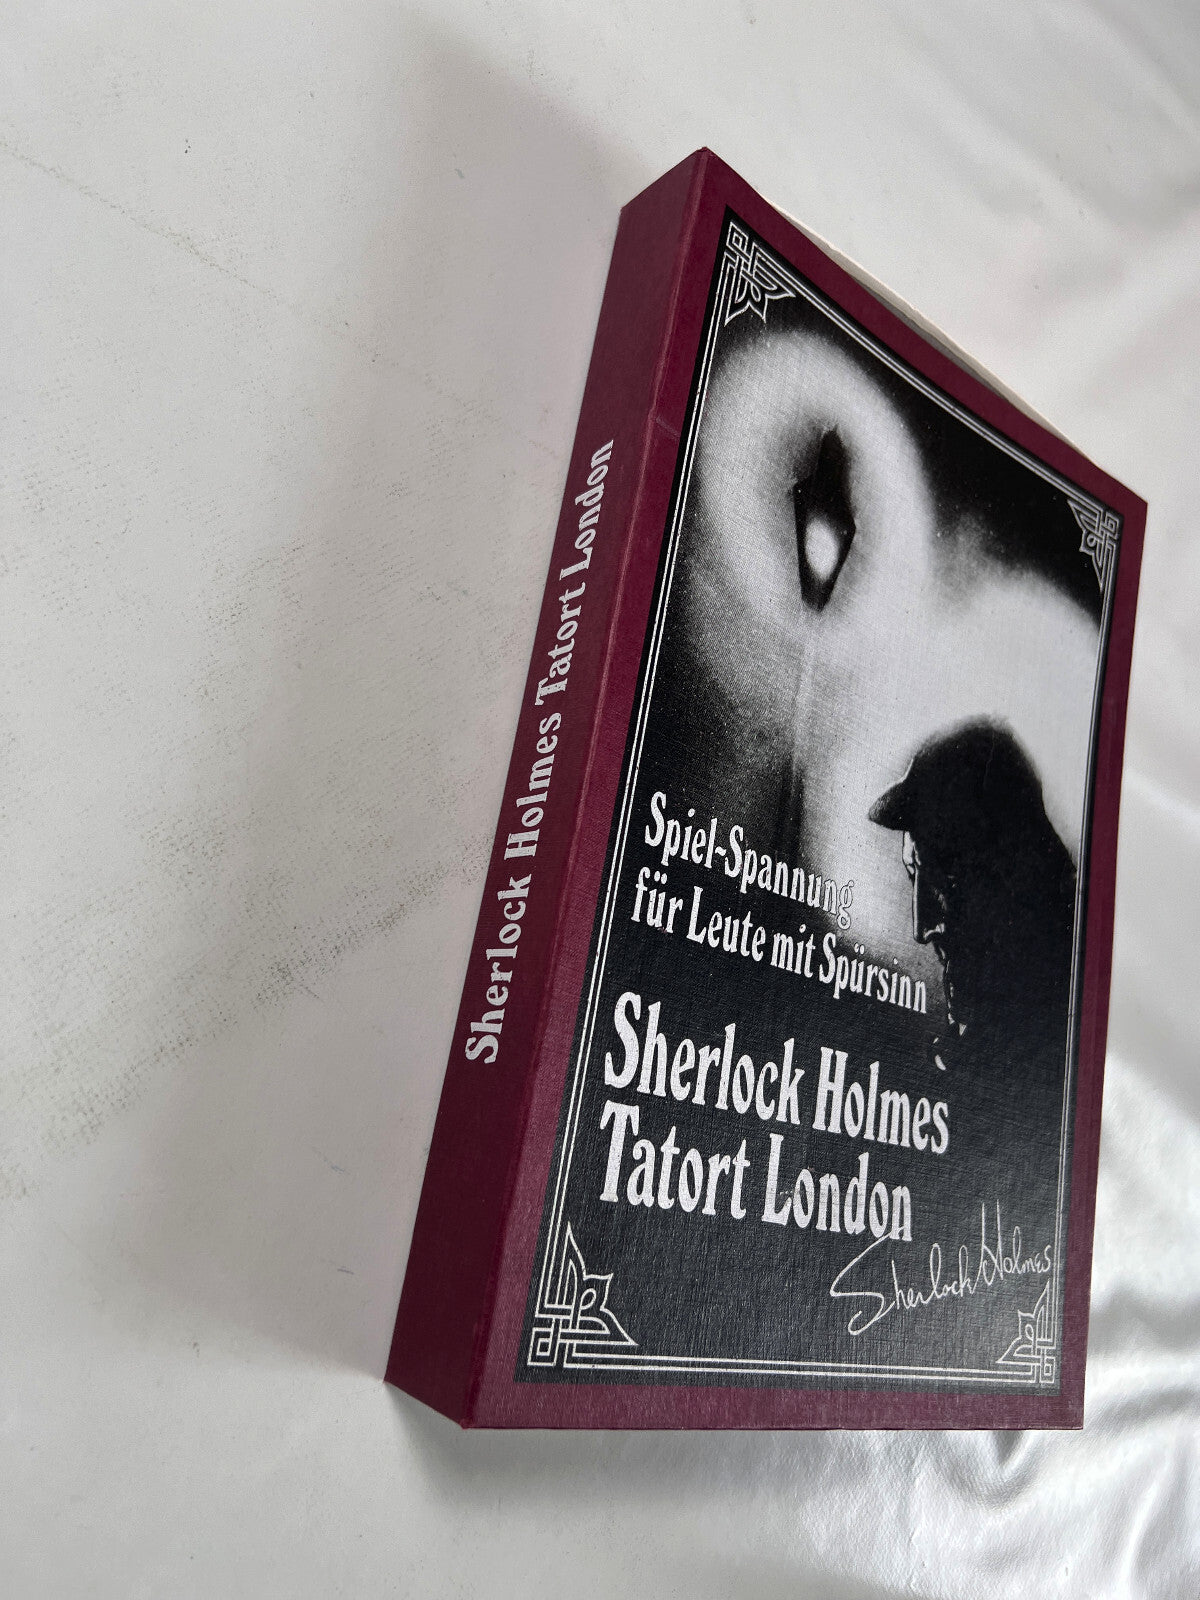 Sherlock Holmes Tatort London
Spiel-Spannung
für Leute mit Spürsinn
Sherlock Holmes
Tatort London
Sherlock Holmes